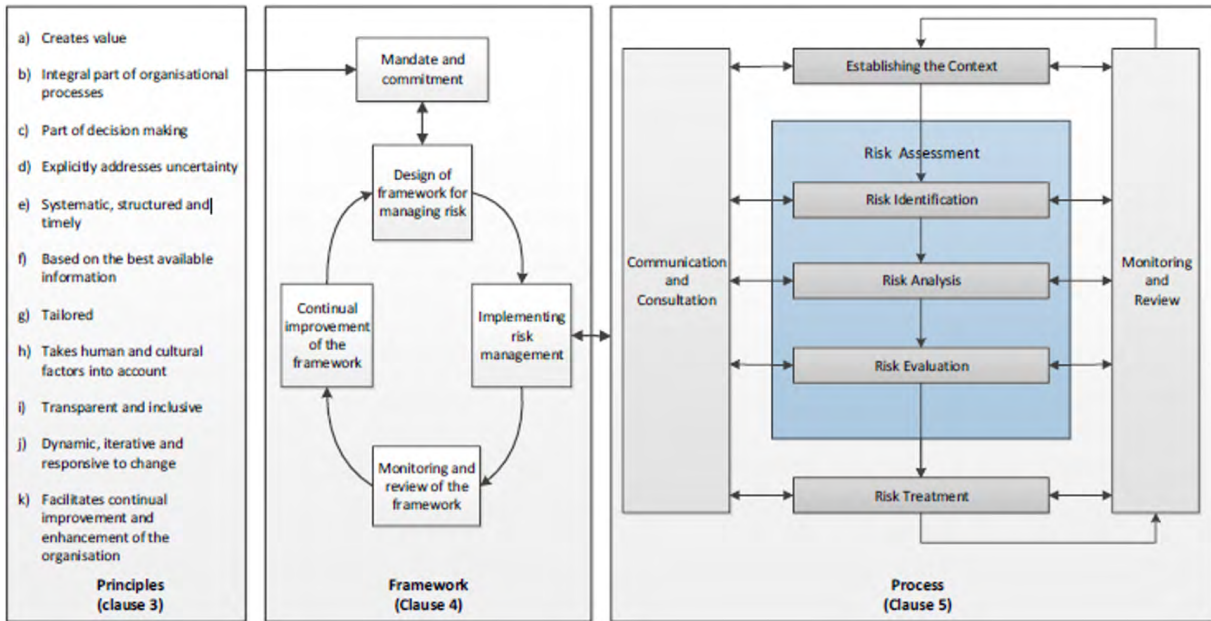 a) Creates value
b) Integral part of organisational
processes
c) Part of decision making
d) Explicitly addresses uncertainty
e) Systematic, structured and
timely
f) Based on the best available
information
g) Tailored
h) Takes human and cultural
factors into account
i) Transparent and inclusive
j) Dynamic, iterative and
responsive to change
k) Facilitates continual
improvement and
enhancement of the
organisation
Principles
(clause 3)
Mandate and
commitment
Design of
framework for
managing risk
Continual
improvement
of the
framework
Implementing
risk
management
Monitoring and
review of the
framework
Framework
(Clause 4)
Communication
and
Consultation
Establishing the Context
Risk Assessment
Risk Identification
Risk Analysis
Risk Evaluation
Risk Treatment
Monitoring
and
Review
Process
(Clause 5)